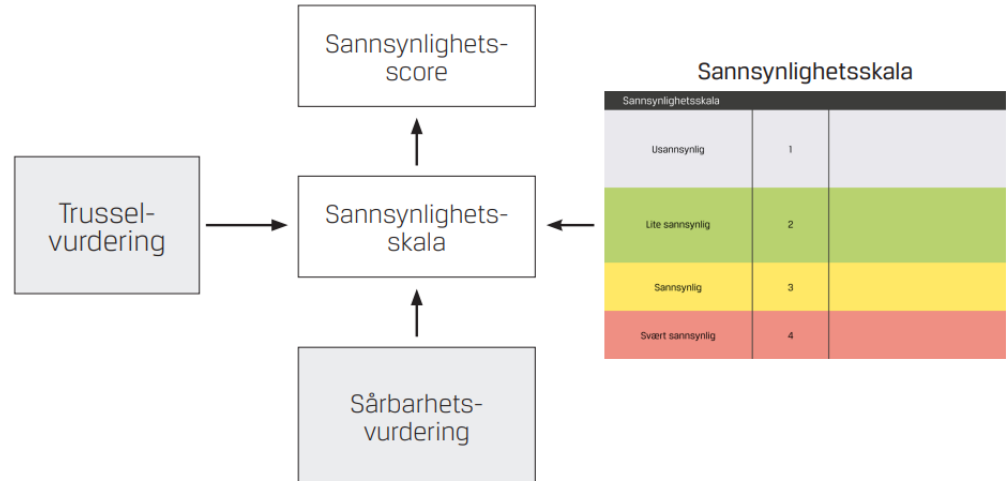 Sannsynlighets-
score
Sannsynlighetsskala
Sannsynlighetsskala
Usannsynlig 1
Lite sannsynlig 2
Sannsynlig 3
Svært sannsynlig 4
Trussel-
vurdering
Sannsynlighets-
skala
Sårbarhets-
vurdering